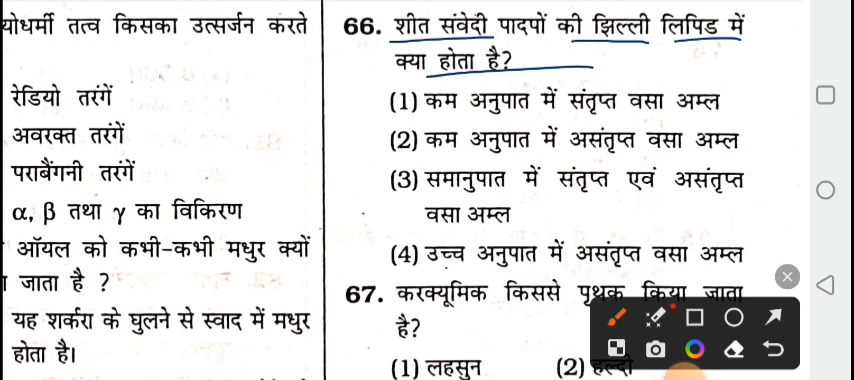 योधर्मी तत्व किसका उत्सर्जन करते
रेडियो तरंगें
अवरक्त तरंगें
पराबैंगनी तरंगें
α, β तथा γ का विकिरण
ऑयल को कभी-कभी मधुर क्यों
जाता है ?
यह शर्करा के घुलने से स्वाद में मधुर
होता है।
66. शीत संवेदी पादपों की झिल्ली लिपिड में
क्या होता है?
(1) कम अनुपात में संतृप्त वसा अम्ल
(2) कम अनुपात में असंतृप्त वसा अम्ल
(3) समानुपात में संतृप्त एवं असंतृप्त
वसा अम्ल
(4) उच्च अनुपात में असंतृप्त वसा अम्ल
67. करक्यूमिक किससे पृथक किया जाता
है?
(1) लहसुन (2) हल्दी